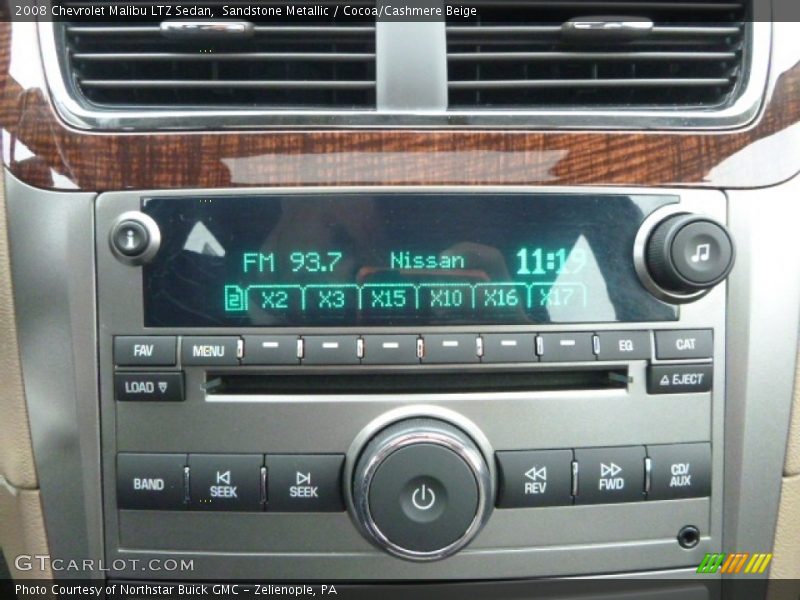 2008 Chevrolet Malibu LTZ Sedan, Sandstone Metallic / Cocoa/Cashmere Beige
i
FM 93.7 Nissan 11:19
2 X2 X3 X15 X10 X16 X17
FAV MENU EQ CAT
LOAD EJECT
BAND SEEK SEEK REV FWD CD/AUX
GTCARLOT.COM
Photo Courtesy of Northstar Buick GMC - Zelienople, PA